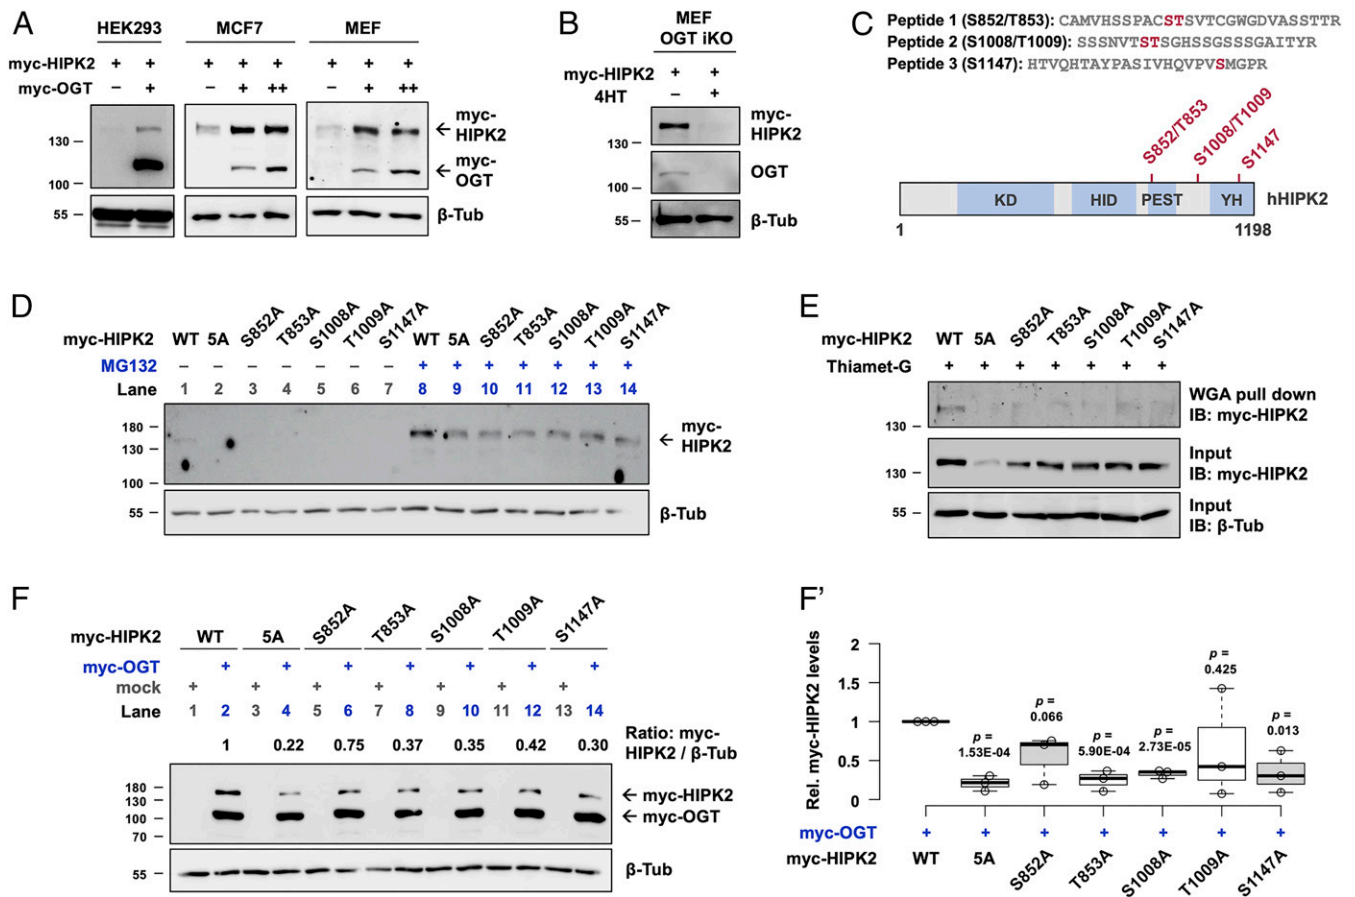 A
HEK293 MCF7 MEF
myc-HIPK2 + + + + + + + +
myc-OGT – + – + ++ – + ++
130 –
100 –
55 –
← myc-HIPK2
← myc-OGT
β-Tub
B
MEF
OGT iKO
myc-HIPK2 + +
4HT – +
130 –
100 –
55 –
myc-
HIPK2
OGT
β-Tub
C
Peptide 1 (S852/T853): CAMVHSSPACSTSVTCGWGDVASSTTR
Peptide 2 (S1008/T1009): SSSNVTSTSGHSSGSSSGAITYR
Peptide 3 (S1147): HTVQHTAYPASIVHQVPVSMGPR
S852/T853 S1008/T1009 S1147
KD HID PEST YH hHIPK2
1 1198
D
myc-HIPK2 WT 5A S852A T853A S1008A T1009A S1147A WT 5A S852A T853A S1008A T1009A S1147A
MG132 – – – – – – – + + + + + + +
Lane 1 2 3 4 5 6 7 8 9 10 11 12 13 14
180 –
130 –
100 –
55 –
← myc-
HIPK2
β-Tub
E
myc-HIPK2 WT 5A S852A T853A S1008A T1009A S1147A
Thiamet-G + + + + + + +
130 –
WGA pull down
IB: myc-HIPK2
130 –
Input
IB: myc-HIPK2
55 –
Input
IB: β-Tub
F
myc-HIPK2 WT 5A S852A T853A S1008A T1009A S1147A
myc-OGT + + + + + + +
mock + + + + + + +
Lane 1 2 3 4 5 6 7 8 9 10 11 12 13 14
1 0.22 0.75 0.37 0.35 0.42 0.30
Ratio: myc-
HIPK2 / β-Tub
180 –
130 –
100 –
70 –
55 –
← myc-HIPK2
← myc-OGT
β-Tub
F'
Rel. myc-HIPK2 levels
2
1.5
1
0.5
0
p =
1.53E-04
p =
0.066
p =
5.90E-04
p =
2.73E-05
p =
0.425
p =
0.013
myc-OGT + + + + + + +
myc-HIPK2 WT 5A S852A T853A S1008A T1009A S1147A